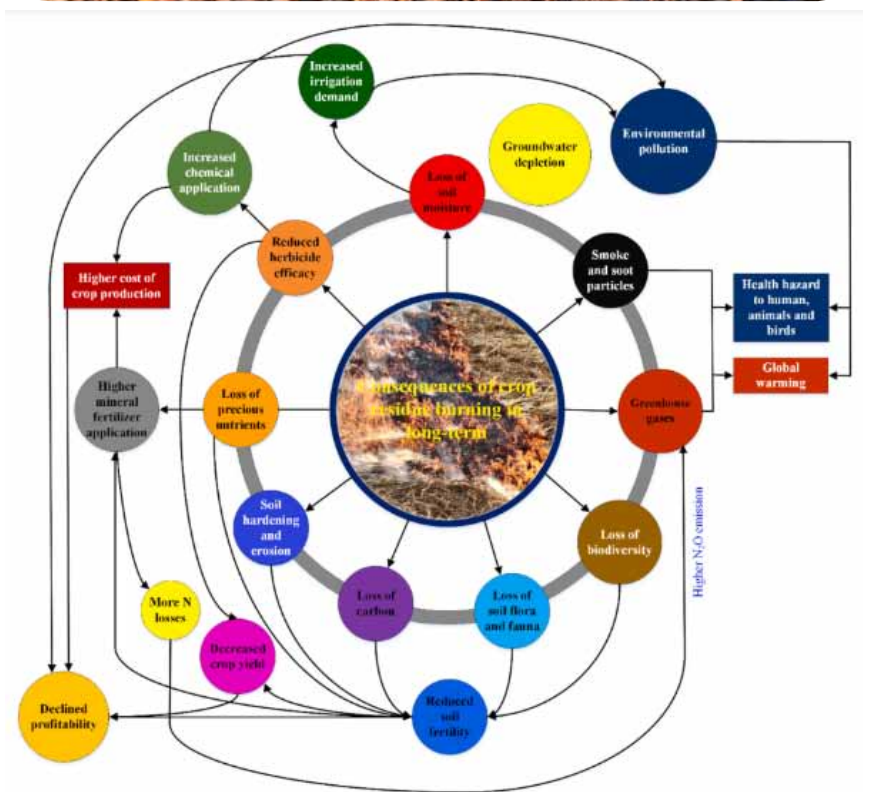 Increased
irrigation
demand
Environmental
pollution
Groundwater
depletion
Increased
chemical
application
Loss of
soil
moisture
Reduced
herbicide
efficacy
Smoke
and soot
particles
Higher cost of
crop production
Health hazard
to human,
animals and
birds
Global
warming
Higher
mineral
fertilizer
application
Loss of
precious
nutrients
Consequences of crop
residue burning in
long-term
Greenhouse
gases
Soil
hardening
and
erosion
Loss of
biodiversity
Higher N₂O emission
More N
losses
Loss of
carbon
Loss of
soil flora
and fauna
Decreased
crop yield
Declined
profitability
Reduced
soil
fertility